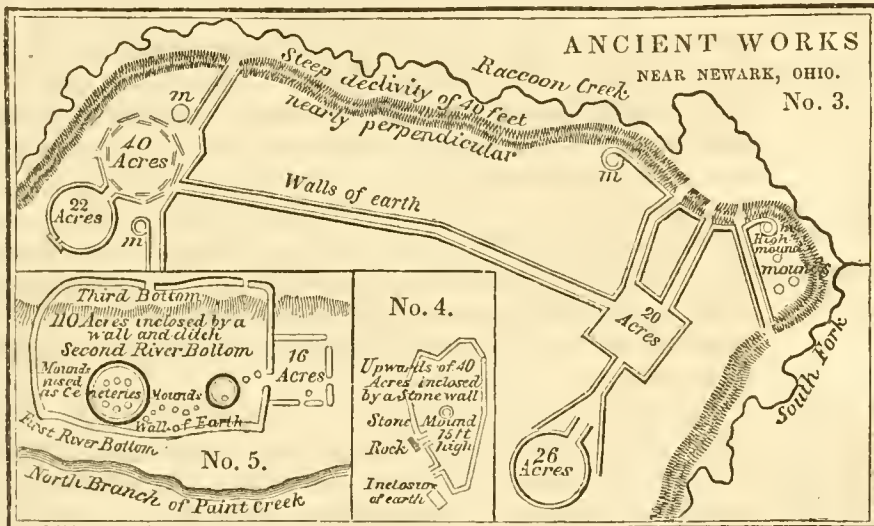 ANCIENT WORKS
NEAR NEWARK, OHIO.
No. 3.
Raccoon Creek
Steep declivity of 40 feet
nearly perpendicular
m
40
Acres
22
Acres
m
Walls of earth
m
m
High
mound
mounds
20
Acres
South Fork
26
Acres
Third Bottom
110 Acres inclosed by a
wall and ditch
Second River Bottom
Mounds
used
as Cemeteries
Mounds
16
Acres
Wall of Earth
First River Bottom
No. 5.
North Branch of Paint Creek
No. 4.
Upwards of 40
Acres inclosed
by a Stone wall
Stone Mound
15 ft
high
Rock
Inclosure
of earth